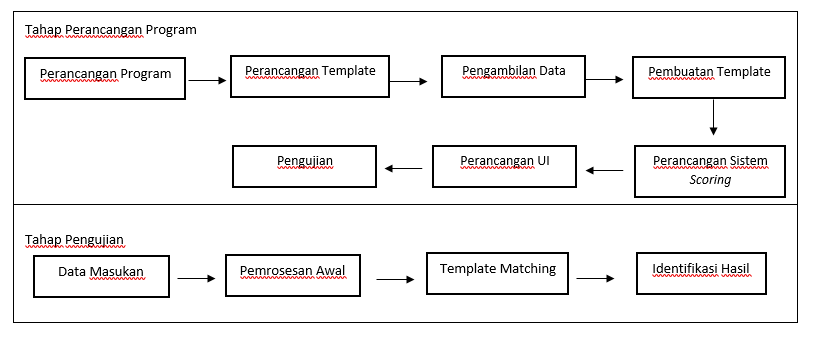 Tahap Perancangan Program
Perancangan Program
Perancangan Template
Pengambilan Data
Pembuatan Template
Perancangan Sistem
Scoring
Perancangan UI
Pengujian
Tahap Pengujian
Data Masukan
Pemrosesan Awal
Template Matching
Identifikasi Hasil